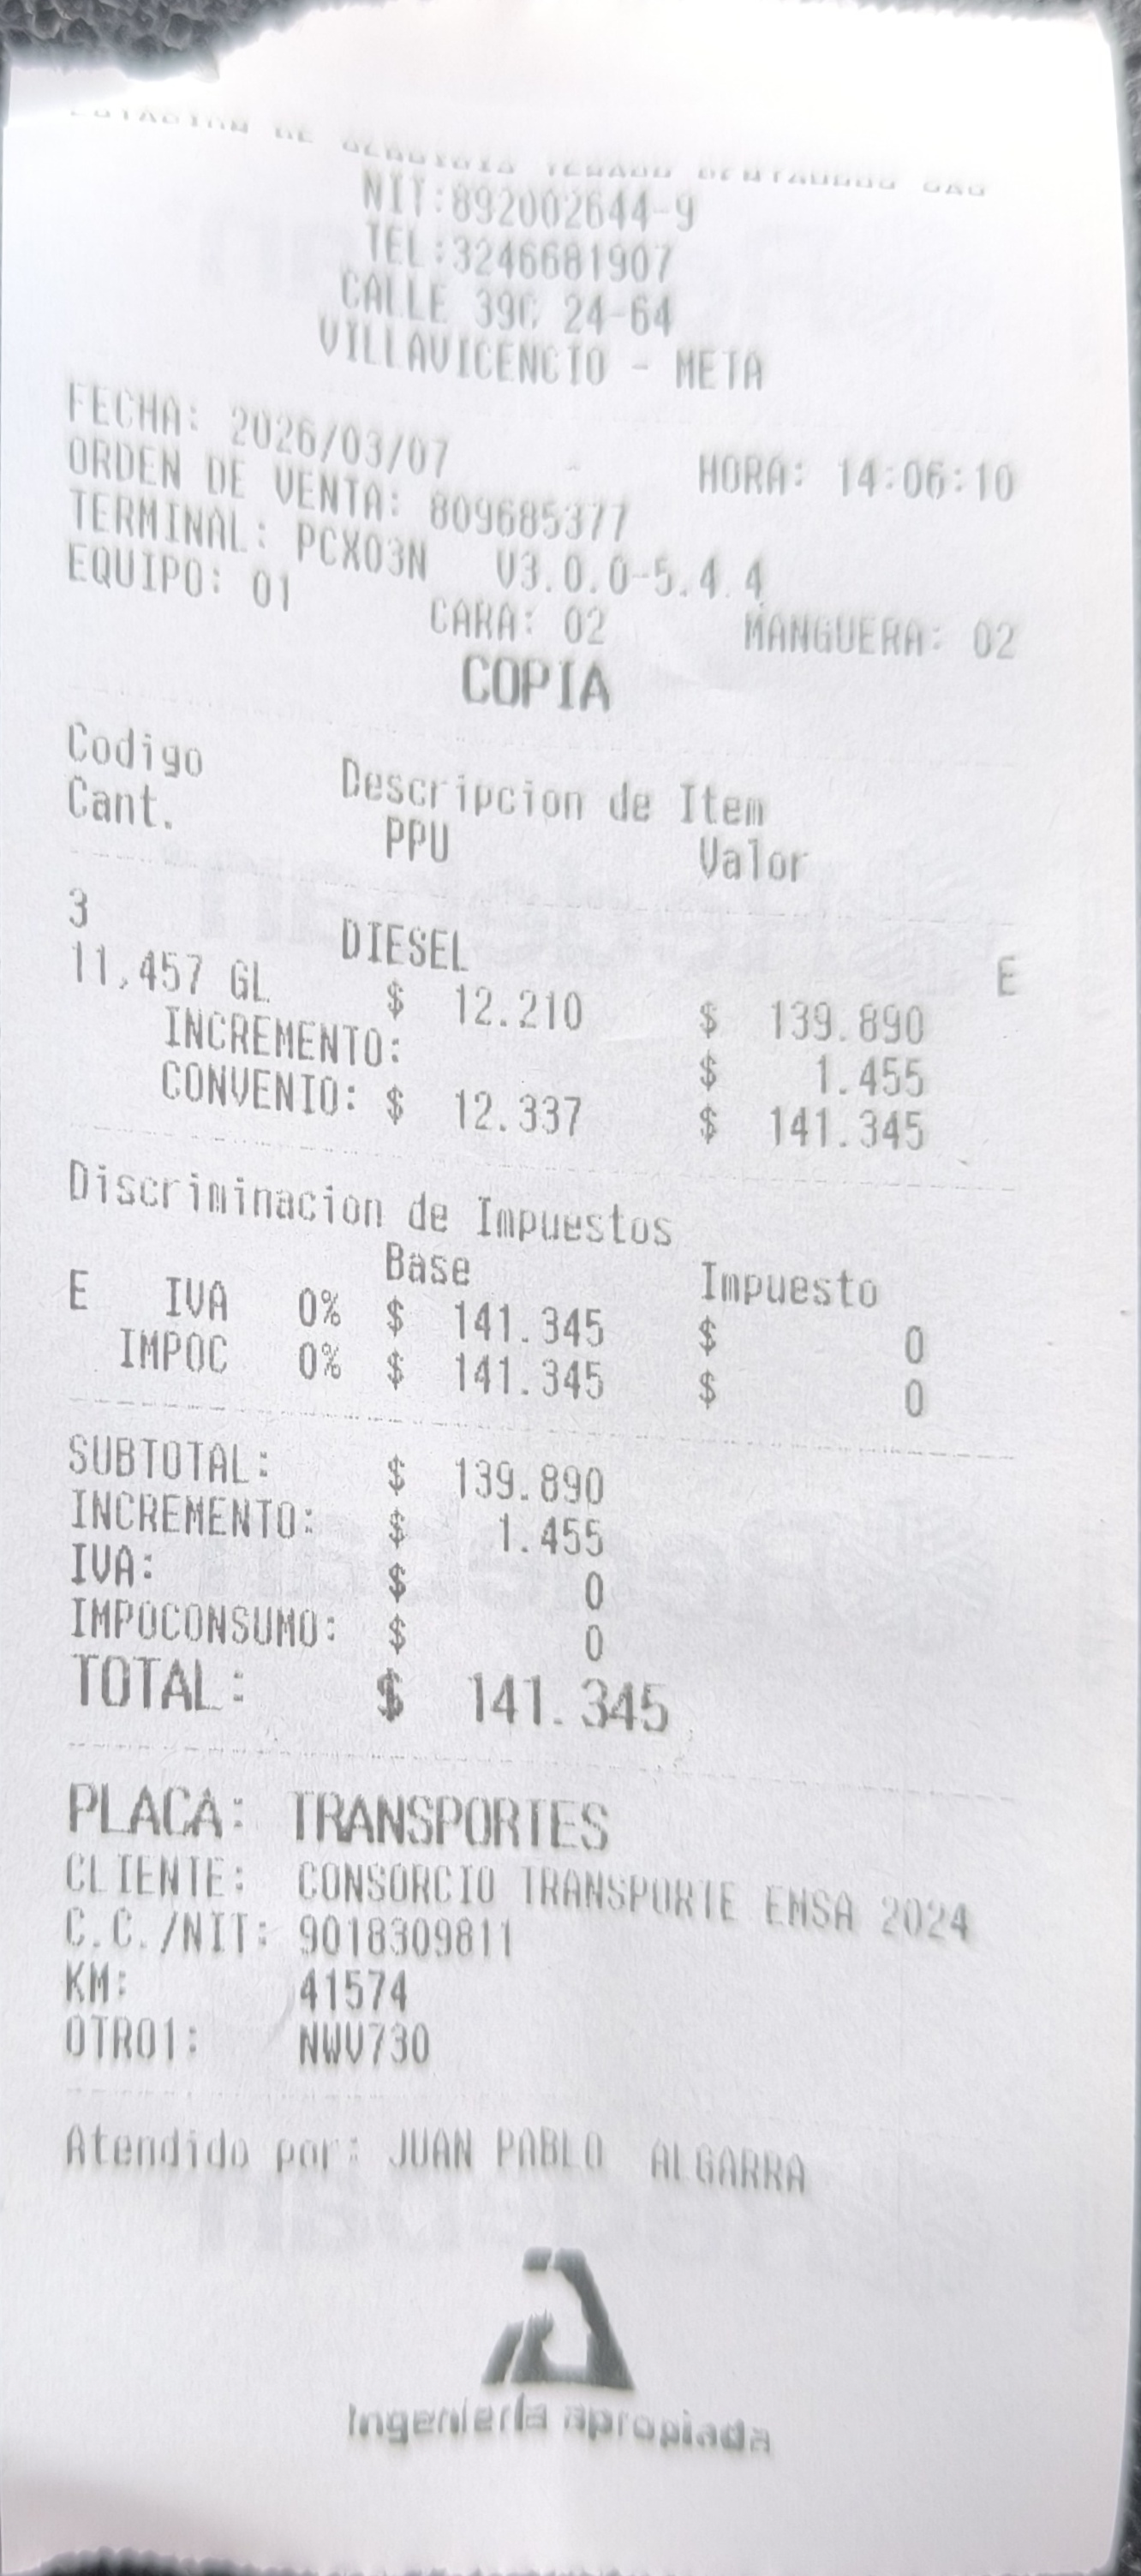 ESTACION DE SERVICIO
NIT:892002644-9
TEL:3246681907
CALLE 39C 24-64
VILLAVICENCIO - META
FECHA: 2026/03/07 HORA: 14:06:10
ORDEN DE VENTA: 809685377
TERMINAL: PCX03N V3.0.0-5.4.4
EQUIPO: 01 CARA: 02 MANGUERA: 02
COPIA
Codigo Descripcion de Item
Cant. PPU Valor
3 DIESEL E
11,457 GL $ 12.210 $ 139.890
INCREMENTO: $ 1.455
CONVENIO: $ 12.337 $ 141.345
Discriminacion de Impuestos
Base Impuesto
E IVA 0% $ 141.345 $ 0
IMPOC 0% $ 141.345 $ 0
SUBTOTAL: $ 139.890
INCREMENTO: $ 1.455
IVA: $ 0
IMPOCONSUMO: $ 0
TOTAL: $ 141.345
PLACA: TRANSPORTES
CLIENTE: CONSORCIO TRANSPORTE EMSA 2024
C.C./NIT: 9018309811
KM: 41574
OTRO1: NWV730
Atendido por: JUAN PABLO ALGARRA
Ingeniería apropiada